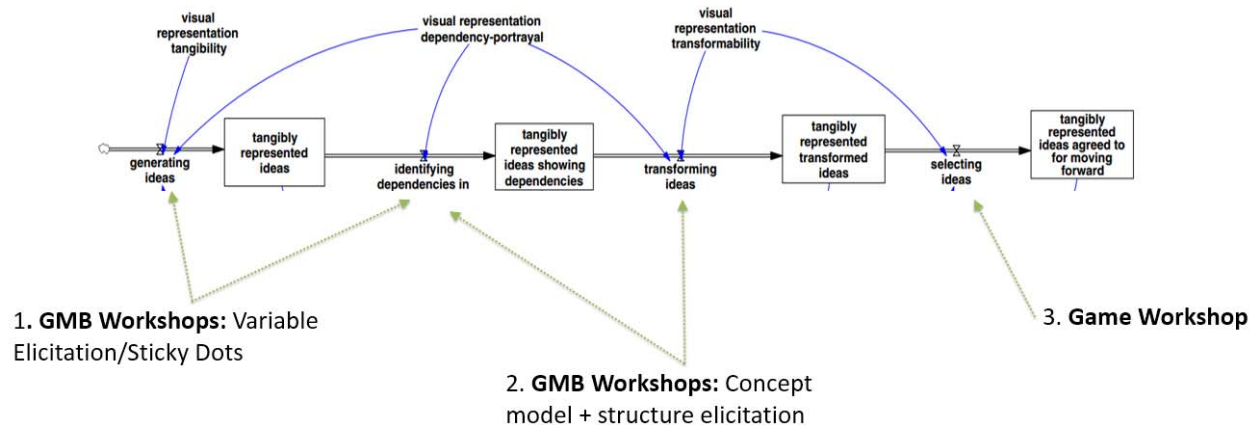 visual
representation
tangibility
visual representation
dependency-portrayal
visual
representation
transformability
generating
ideas
tangibly
represented
ideas
identifying
dependencies in
tangibly
represented
ideas showing
dependencies
transforming
ideas
tangibly
represented
transformed
ideas
selecting
ideas
tangibly
represented
ideas agreed to
for moving
forward
1. GMB Workshops: Variable
Elicitation/Sticky Dots
2. GMB Workshops: Concept
model + structure elicitation
3. Game Workshop